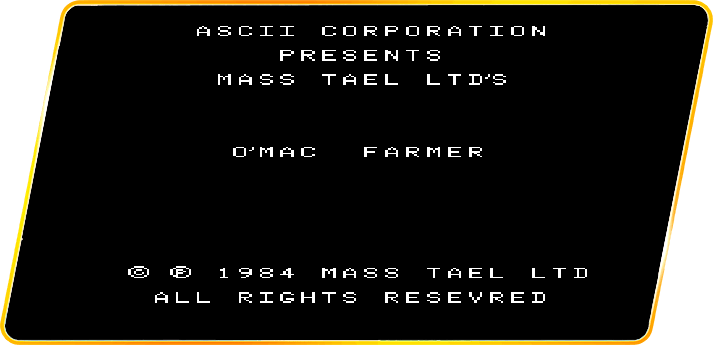 ASCII CORPORATION
PRESENTS
MASS TAEL LTD'S
O'MAC FARMER
© ℗ 1984 MASS TAEL LTD
ALL RIGHTS RESEVRED